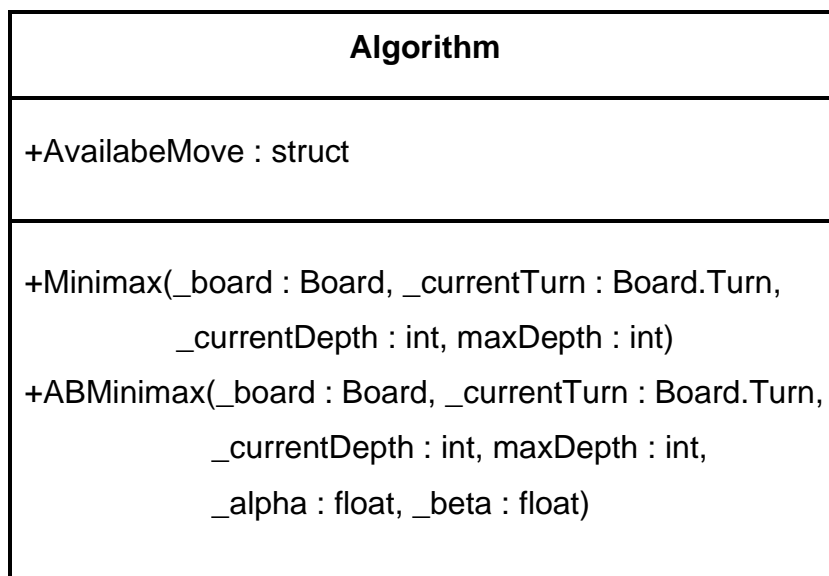 Algorithm
+AvailabeMove : struct
+Minimax(_board : Board, _currentTurn : Board.Turn,
_currentDepth : int, maxDepth : int)
+ABMinimax(_board : Board, _currentTurn : Board.Turn,
_currentDepth : int, maxDepth : int,
_alpha : float, _beta : float)